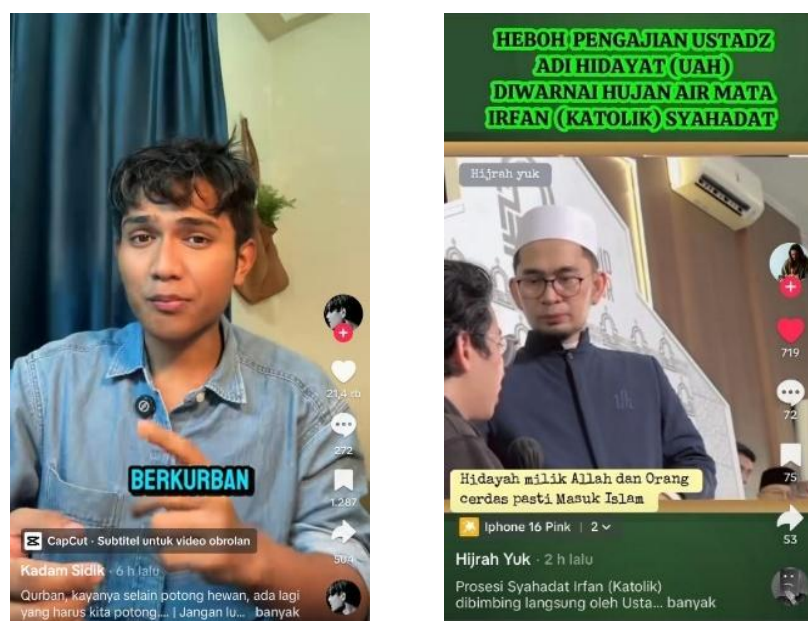 BERKURBAN
21,4 rb
272
1.287
504
CapCut · Subtitel untuk video obrolan
Kadam Sidik · 6 h lalu
Qurban, kayanya selain potong hewan, ada lagi
yang harus kita potong.... | Jangan lu... banyak
HEBOH PENGAJIAN USTADZ
ADI HIDAYAT (UAH)
DIWARNAI HUJAN AIR MATA
IRFAN (KATOLIK) SYAHADAT
Hijrah yuk
719
72
75
53
Hidayah milik Allah dan Orang
cerdas pasti Masuk Islam
Iphone 16 Pink | 2
Hijrah Yuk · 2 h lalu
Prosesi Syahadat Irfan (Katolik)
dibimbing langsung oleh Usta... banyak